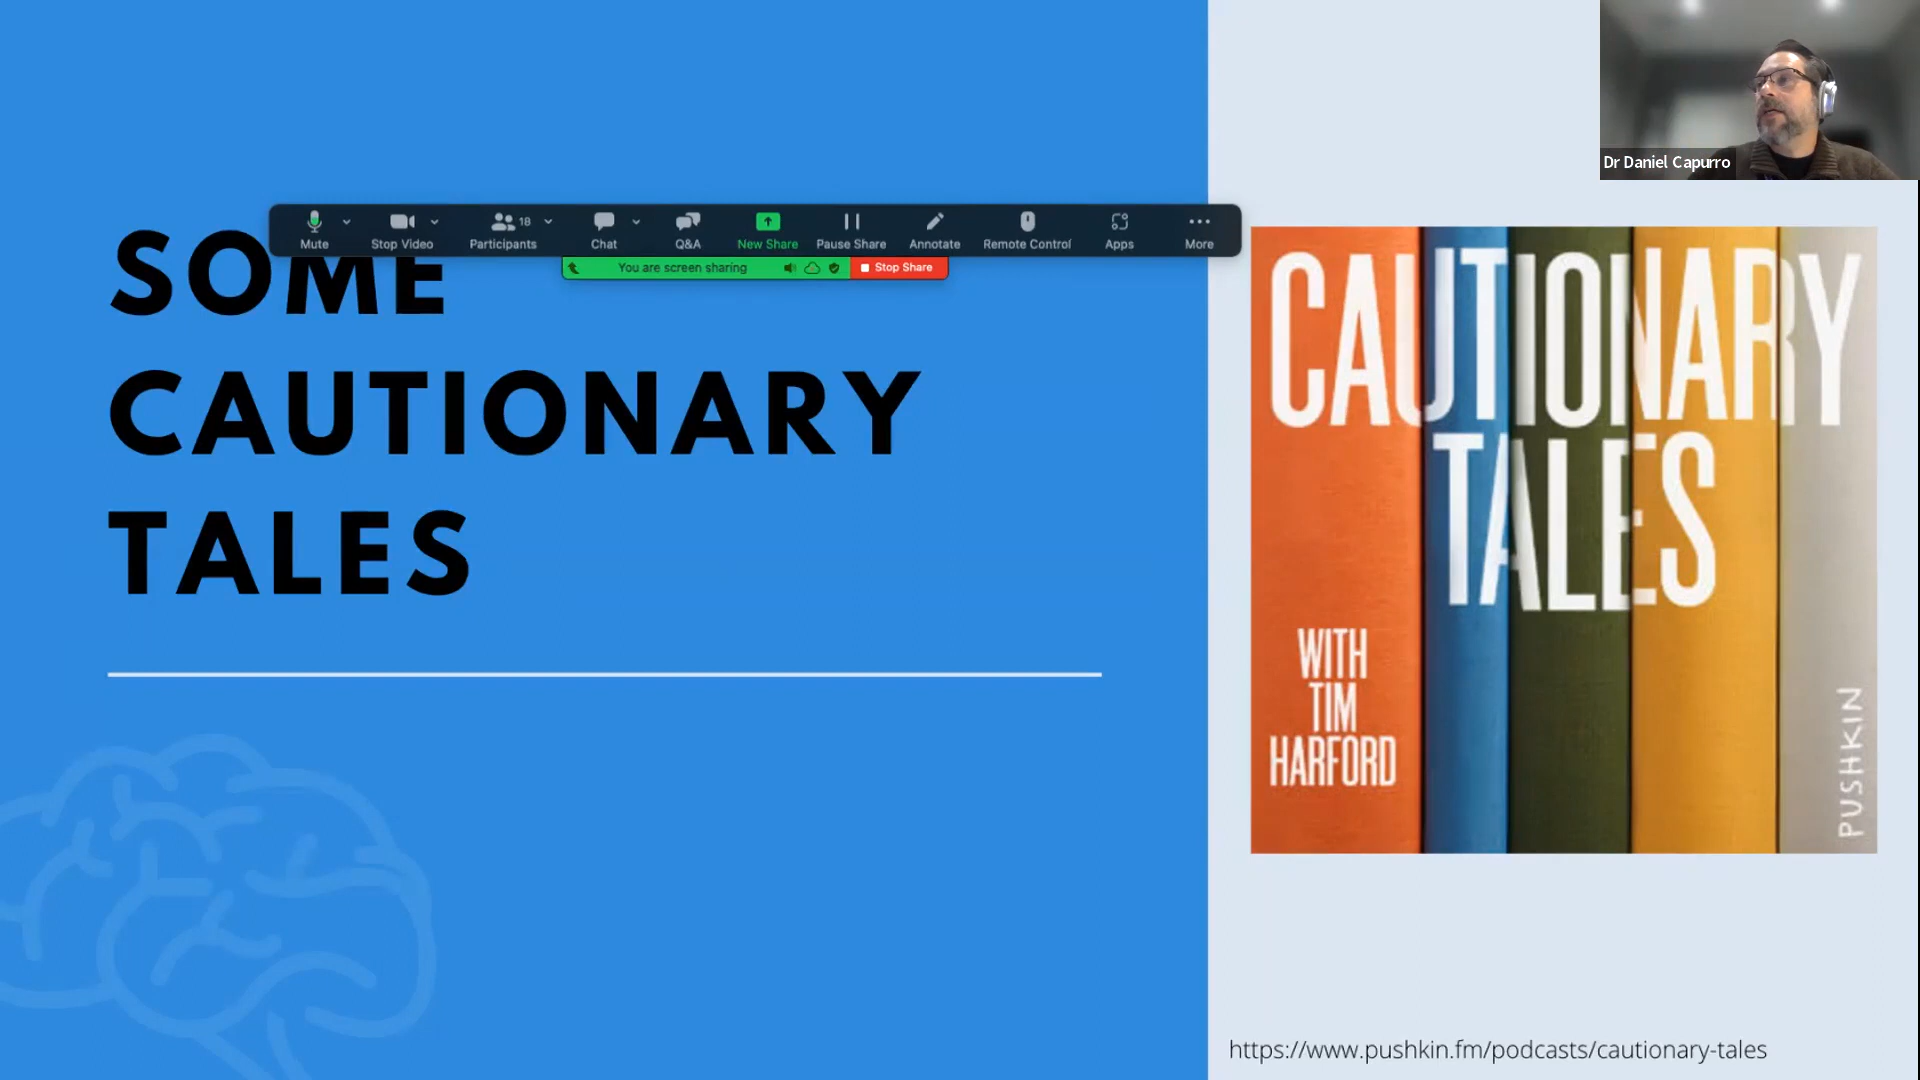 SOME
CAUTIONARY
TALES
Mute
Stop Video
18
Participants
Chat
Q&A
New Share
Pause Share
Annotate
Remote Control
Apps
More
You are screen sharing
Stop Share
Dr Daniel Capurro
CAUTIONARY
TALES
WITH
TIM
HARFORD
PUSHKIN
https://www.pushkin.fm/podcasts/cautionary-tales